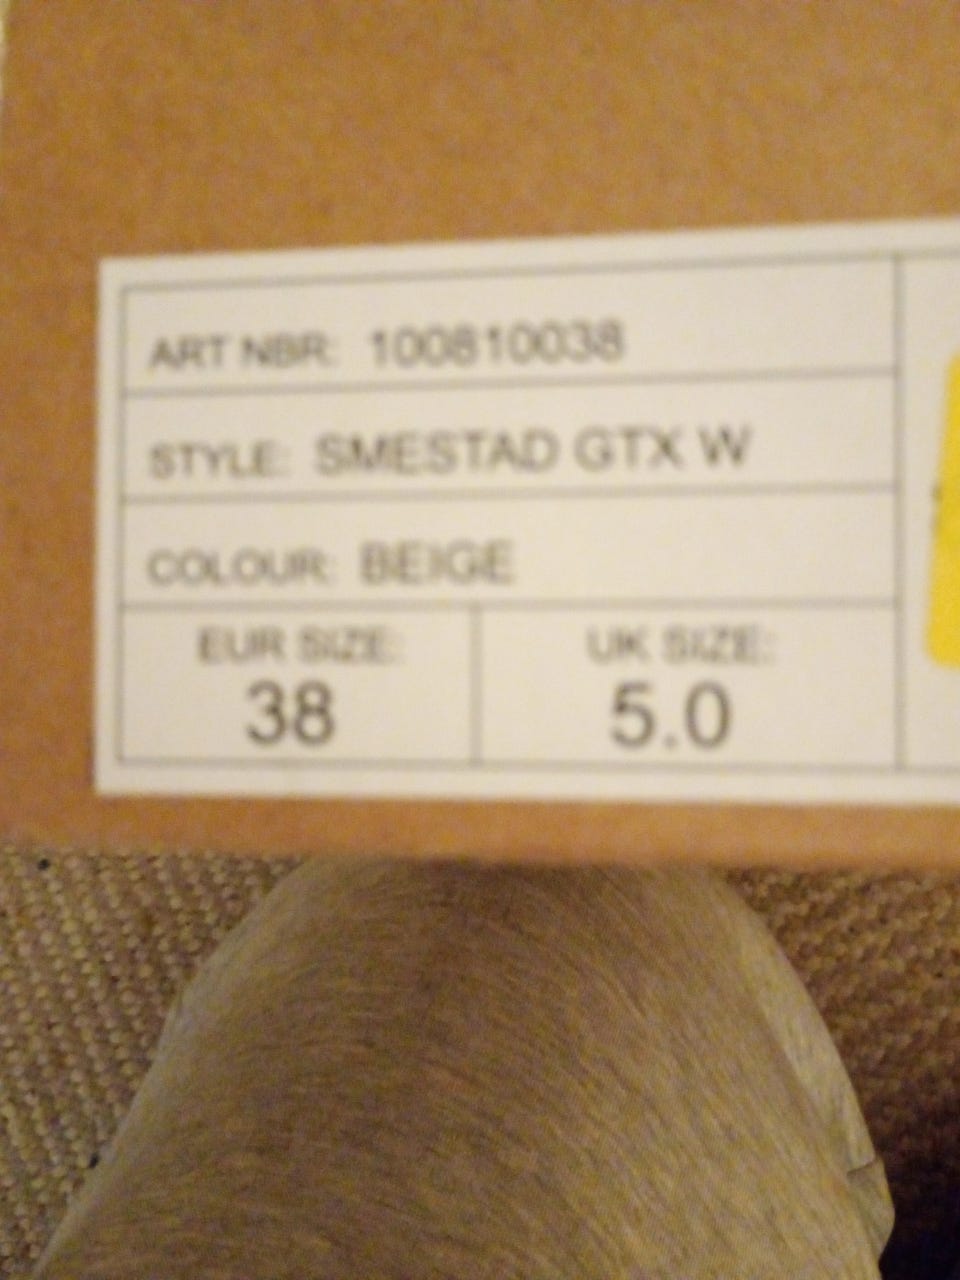 ART NBR: 100810038
STYLE: SMESTAD GTX W
COLOUR: BEIGE
EUR SIZE: UK SIZE:
38 5.0